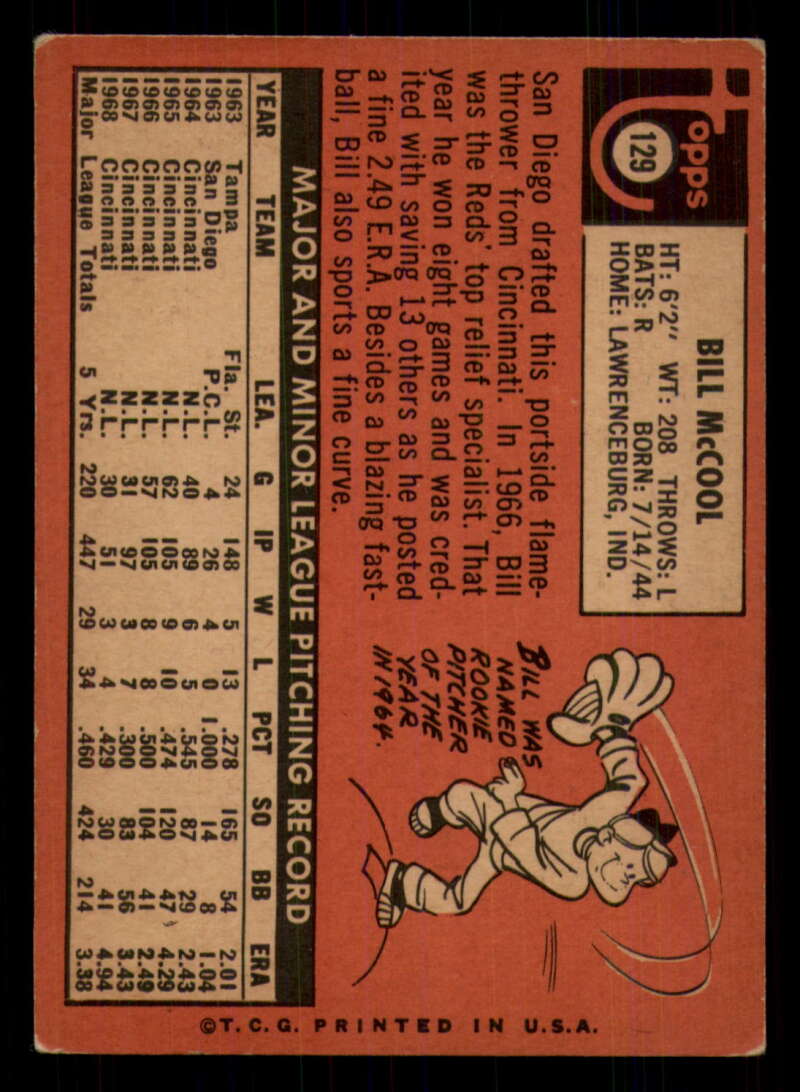 Topps
129
BILL McCOOL
HT: 6'2" WT: 208 THROWS: L
BATS: R BORN: 7/14/44
HOME: LAWRENCEBURG, IND.
San Diego drafted this portside flame-
thrower from Cincinnati. In 1966, Bill
was the Reds' top relief specialist. That
year he won eight games and was cred-
ited with saving 13 others as he posted
a fine 2.49 E.R.A. Besides a blazing fast-
ball, Bill also sports a fine curve.
BILL WAS
NAMED
ROOKIE
PITCHER
OF THE
YEAR
IN 1964.
MAJOR AND MINOR LEAGUE PITCHING RECORD
YEAR TEAM LEA. G IP W L PCT SO BB ERA
1963 Tampa Fla. St. 24 148 5 13 .278 165 54 2.01
1963 San Diego P.C.L. 4 26 4 0 1.000 14 8 1.04
1964 Cincinnati N.L. 40 89 6 5 .545 87 29 2.43
1965 Cincinnati N.L. 62 105 9 10 .474 120 47 4.29
1966 Cincinnati N.L. 57 105 8 8 .500 104 41 2.49
1967 Cincinnati N.L. 31 97 3 7 .300 83 56 3.43
1968 Cincinnati N.L. 30 51 3 4 .429 30 41 4.94
Major League Totals 5 Yrs. 220 447 29 34 .460 424 214 3.38
©T.C.G. PRINTED IN U.S.A.